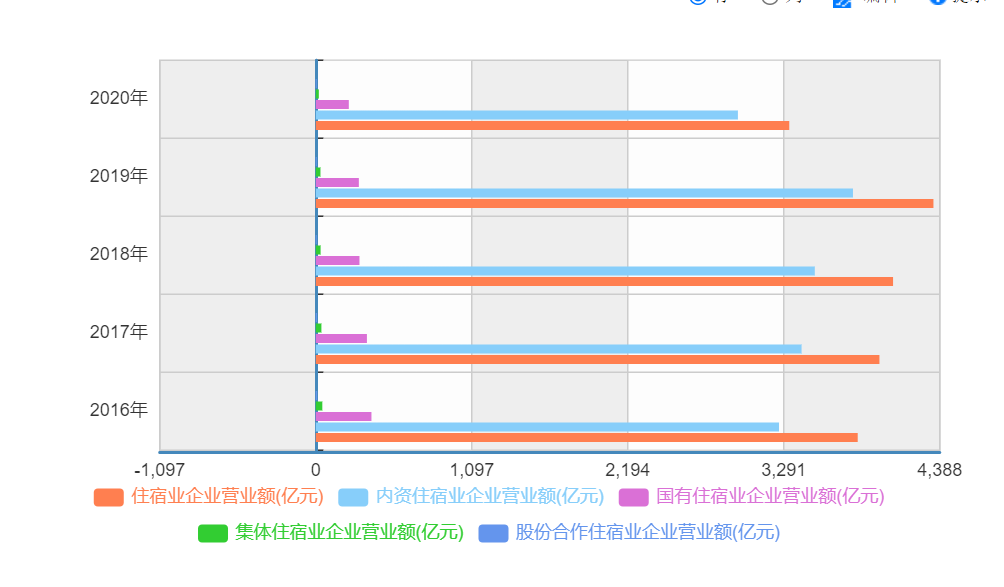 2020年
2019年
2018年
2017年
2016年
-1,097 0 1,097 2,194 3,291 4,388
住宿业企业营业额(亿元) 内资住宿业企业营业额(亿元) 国有住宿业企业营业额(亿元)
集体住宿业企业营业额(亿元) 股份合作住宿业企业营业额(亿元)